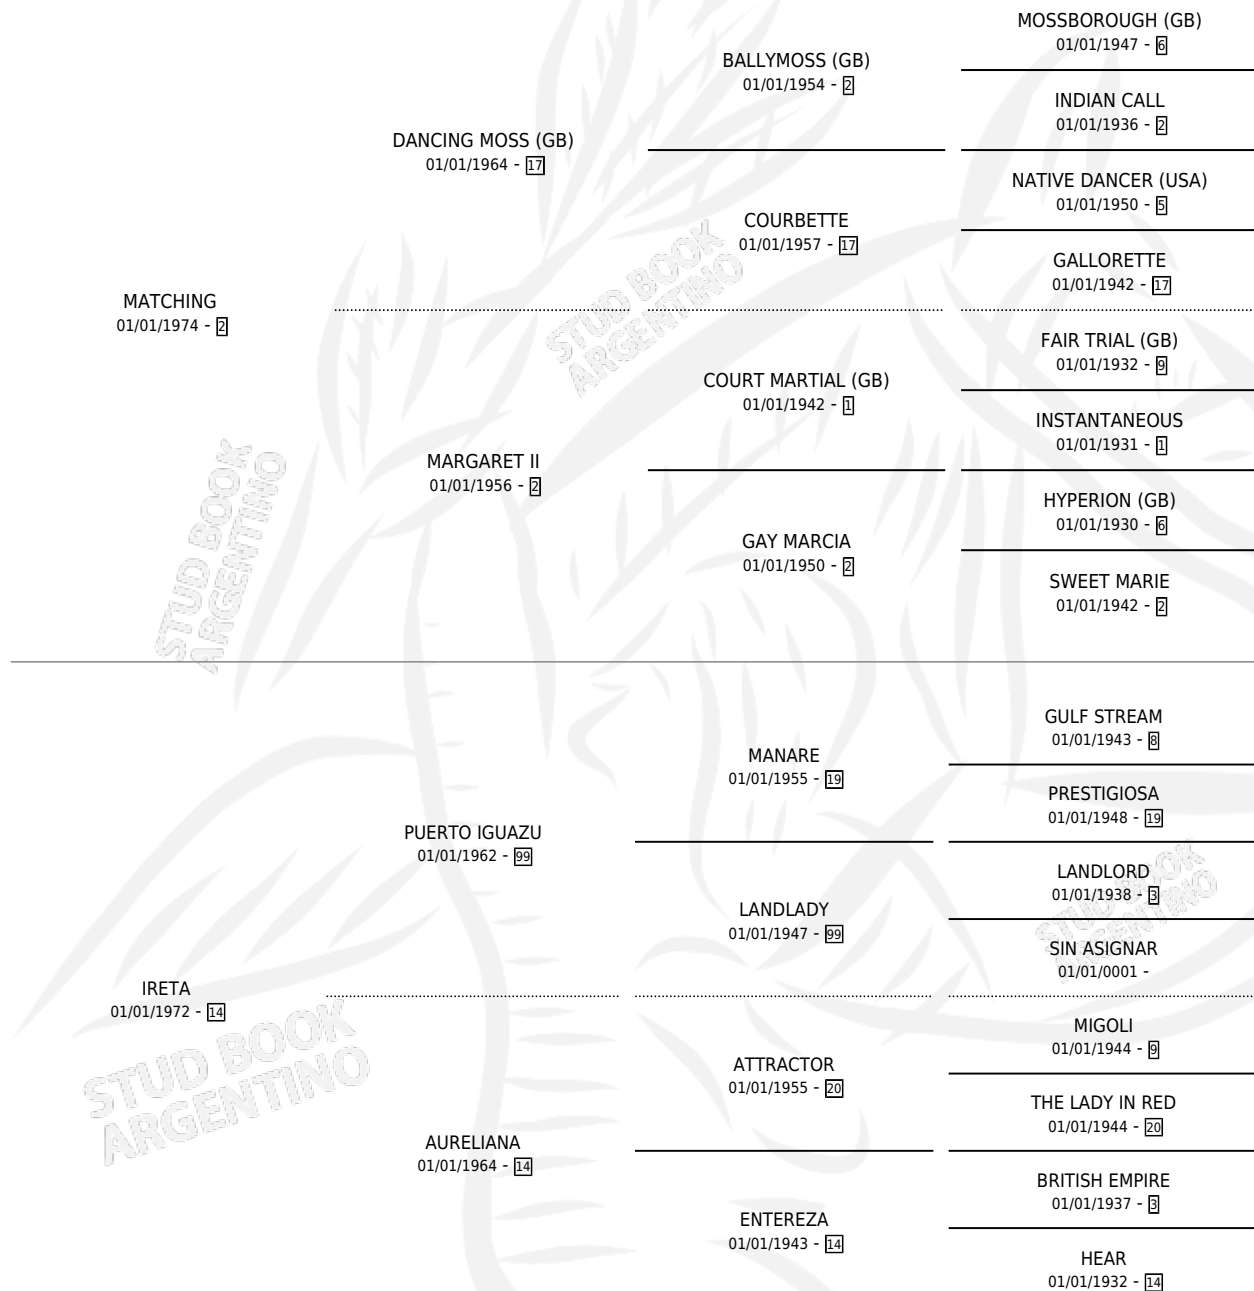 MOSSBOROUGH (GB)
01/01/1947 - 6
BALLYMOSS (GB)
01/01/1954 - 2
INDIAN CALL
01/01/1936 - 2
DANCING MOSS (GB)
01/01/1964 - 17
NATIVE DANCER (USA)
01/01/1950 - 5
COURBETTE
01/01/1957 - 17
GALLORETTE
01/01/1942 - 17
MATCHING
01/01/1974 - 2
FAIR TRIAL (GB)
01/01/1932 - 9
COURT MARTIAL (GB)
01/01/1942 - 1
INSTANTANEOUS
01/01/1931 - 1
MARGARET II
01/01/1956 - 2
HYPERION (GB)
01/01/1930 - 6
GAY MARCIA
01/01/1950 - 2
SWEET MARIE
01/01/1942 - 2
GULF STREAM
01/01/1943 - 8
MANARE
01/01/1955 - 19
PRESTIGIOSA
01/01/1948 - 19
PUERTO IGUAZU
01/01/1962 - 99
LANDLORD
01/01/1938 - 3
LANDLADY
01/01/1947 - 99
SIN ASIGNAR
01/01/0001 -
IRETA
01/01/1972 - 14
MIGOLI
01/01/1944 - 9
ATTRACTOR
01/01/1955 - 20
THE LADY IN RED
01/01/1944 - 20
AURELIANA
01/01/1964 - 14
BRITISH EMPIRE
01/01/1937 - 3
ENTEREZA
01/01/1943 - 14
HEAR
01/01/1932 - 14
STUD BOOK
ARGENTINO
STUD BOOK
ARGENTINO
STUD BOOK
ARGENTINO
STUD BOOK
ARGENTINO